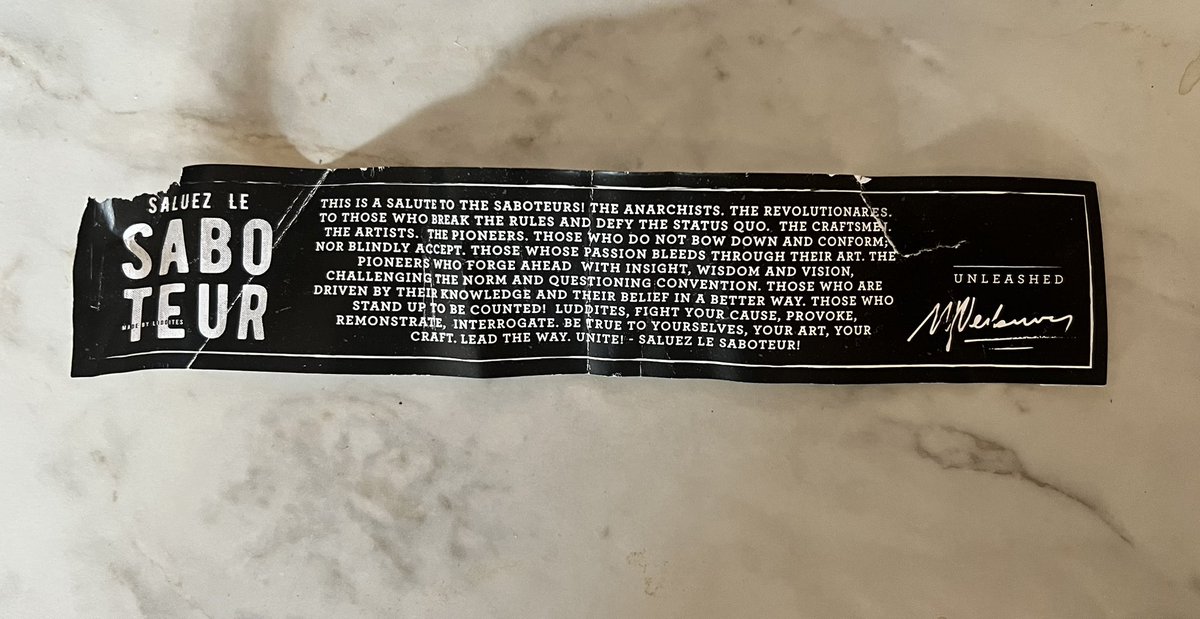 SALUEZ LE
SABO
TEUR
MADE BY LUDDITES
THIS IS A SALUTE TO THE SABOTEURS! THE ANARCHISTS. THE REVOLUTIONARES.
TO THOSE WHO BREAK THE RULES AND DEFY THE STATUS QUO. THE CRAFTSMEN.
THE ARTISTS. THE PIONEERS. THOSE WHO DO NOT BOW DOWN AND CONFORM;
NOR BLINDLY ACCEPT. THOSE WHOSE PASSION BLEEDS THROUGH THEIR ART. THE
PIONEERS WHO FORGE AHEAD WITH INSIGHT, WISDOM AND VISION,
CHALLENGING THE NORM AND QUESTIONING CONVENTION. THOSE WHO ARE
DRIVEN BY THEIR KNOWLEDGE AND THEIR BELIEF IN A BETTER WAY. THOSE WHO
STAND UP TO BE COUNTED! LUDDITES, FIGHT YOUR CAUSE, PROVOKE,
REMONSTRATE, INTERROGATE. BE TRUE TO YOURSELVES, YOUR ART, YOUR
CRAFT. LEAD THE WAY. UNITE! - SALUEZ LE SABOTEUR!
UNLEASHED